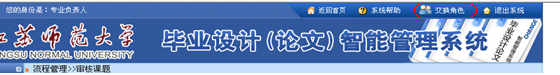 您的身份是：专业负责人 返回首页 系统帮助 交换角色 退出系统
江苏师范大学 毕业设计（论文）智能管理系统
NGSU NORMAL UNIVERSITY
流程管理>>审核课题